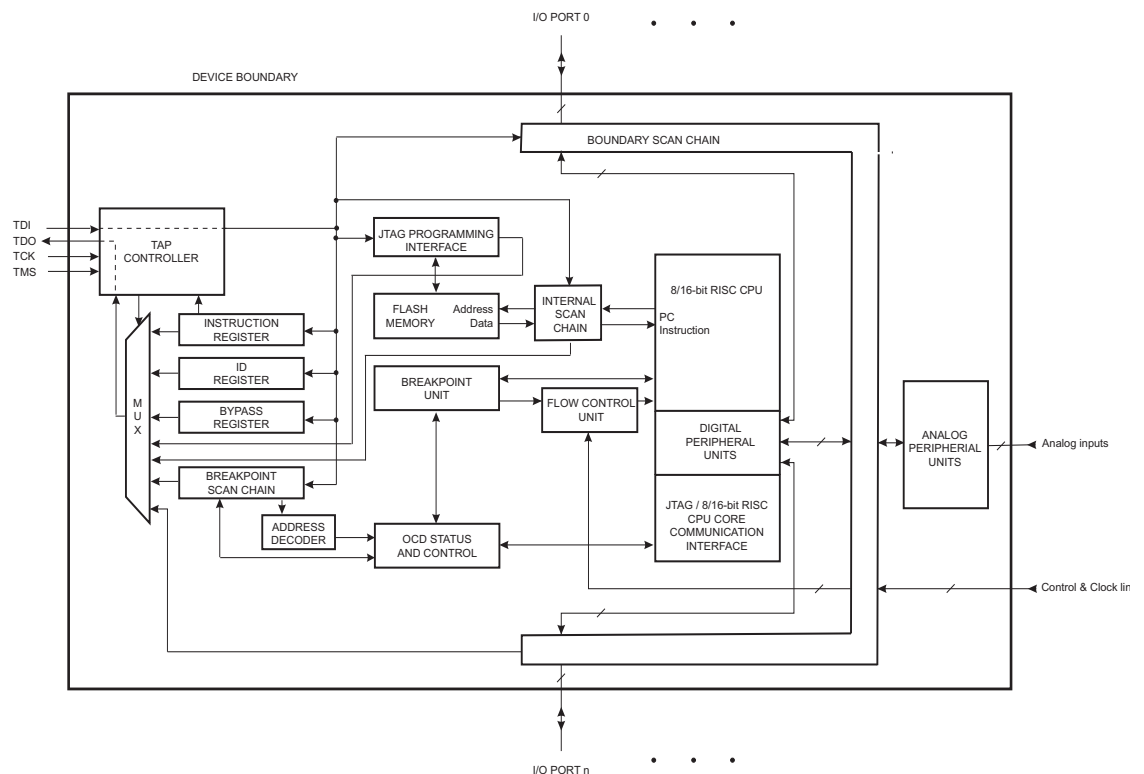 I/O PORT 0
DEVICE BOUNDARY
BOUNDARY SCAN CHAIN
TDI
TDO
TCK
TMS
TAP
CONTROLLER
JTAG PROGRAMMING
INTERFACE
FLASH
MEMORY
Address
Data
INTERNAL
SCAN
CHAIN
8/16-bit RISC CPU
PC
Instruction
INSTRUCTION
REGISTER
ID
REGISTER
BYPASS
REGISTER
M
U
X
BREAKPOINT
UNIT
FLOW CONTROL
UNIT
DIGITAL
PERIPHERAL
UNITS
ANALOG
PERIPHERIAL
UNITS
Analog inputs
BREAKPOINT
SCAN CHAIN
ADDRESS
DECODER
OCD STATUS
AND CONTROL
JTAG / 8/16-bit RISC
CPU CORE
COMMUNICATION
INTERFACE
Control & Clock lin
I/O PORT n